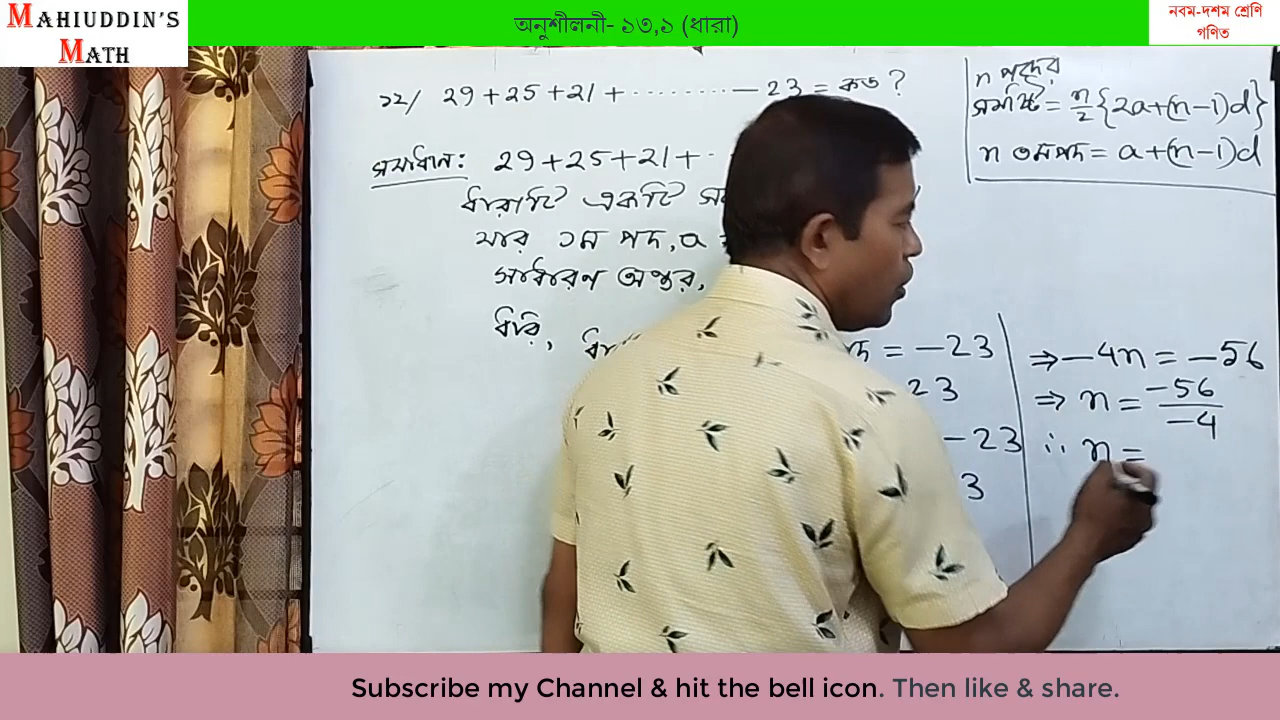 MAHIUDDIN'S
MATH
অনুশীলনী- ১৩,১ (ধারা)
নবম-দশম শ্রেণি
গণিত
n পদের
সমষ্টি = n/2 {2a+(n-1)d}
n তম পদ = a+(n-1)d
১২/ 29+25+21+········-23 = কত ?
সমাধান: 29+25+21+·
ধারাটি একটি
যার ১ম পদ, a =
সাধারণ অন্তর,
ধরি,
= -23
23
-23
3
⇒ -4n = -56
⇒ n = -56/-4
∴ n =
Subscribe my Channel & hit the bell icon. Then like & share.